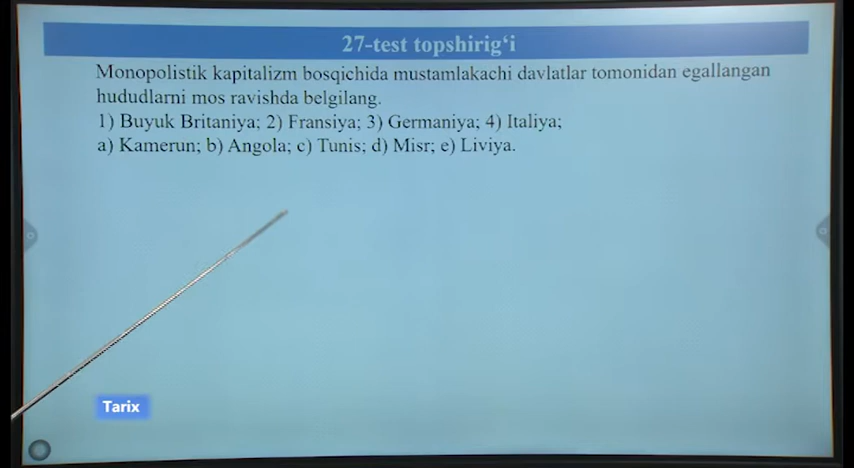 27-test topshirig‘i
Monopolistik kapitalizm bosqichida mustamlakachi davlatlar tomonidan egallangan
hududlarni mos ravishda belgilang.
1) Buyuk Britaniya; 2) Fransiya; 3) Germaniya; 4) Italiya;
a) Kamerun; b) Angola; c) Tunis; d) Misr; e) Liviya.
Tarix